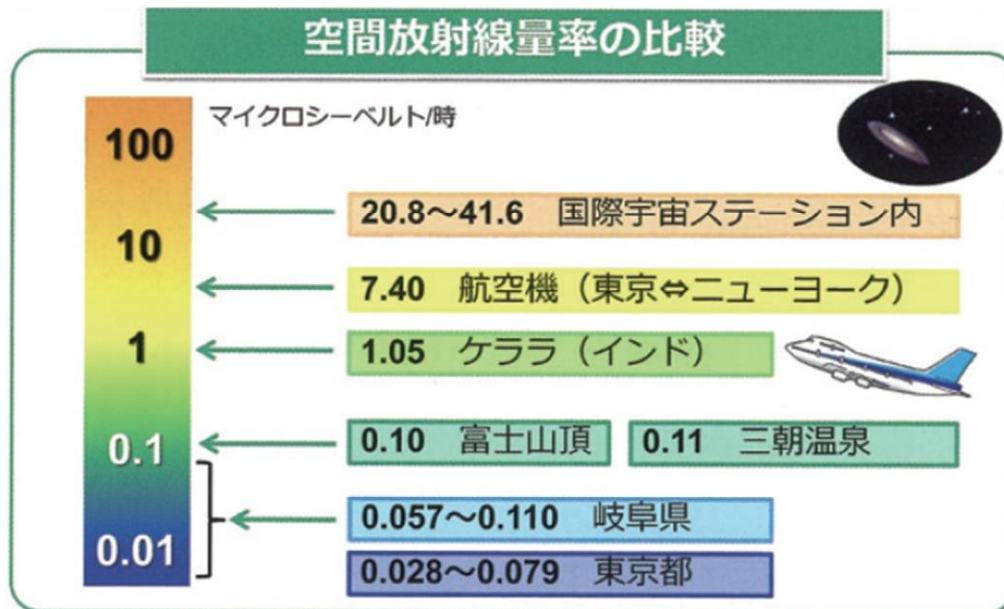 空間放射線量率の比較
マイクロシーベルト/時
100
20.8～41.6 国際宇宙ステーション内
10
7.40 航空機（東京⇔ニューヨーク）
1
1.05 ケララ（インド）
0.1
0.10 富士山頂
0.11 三朝温泉
0.057～0.110 岐阜県
0.01
0.028～0.079 東京都